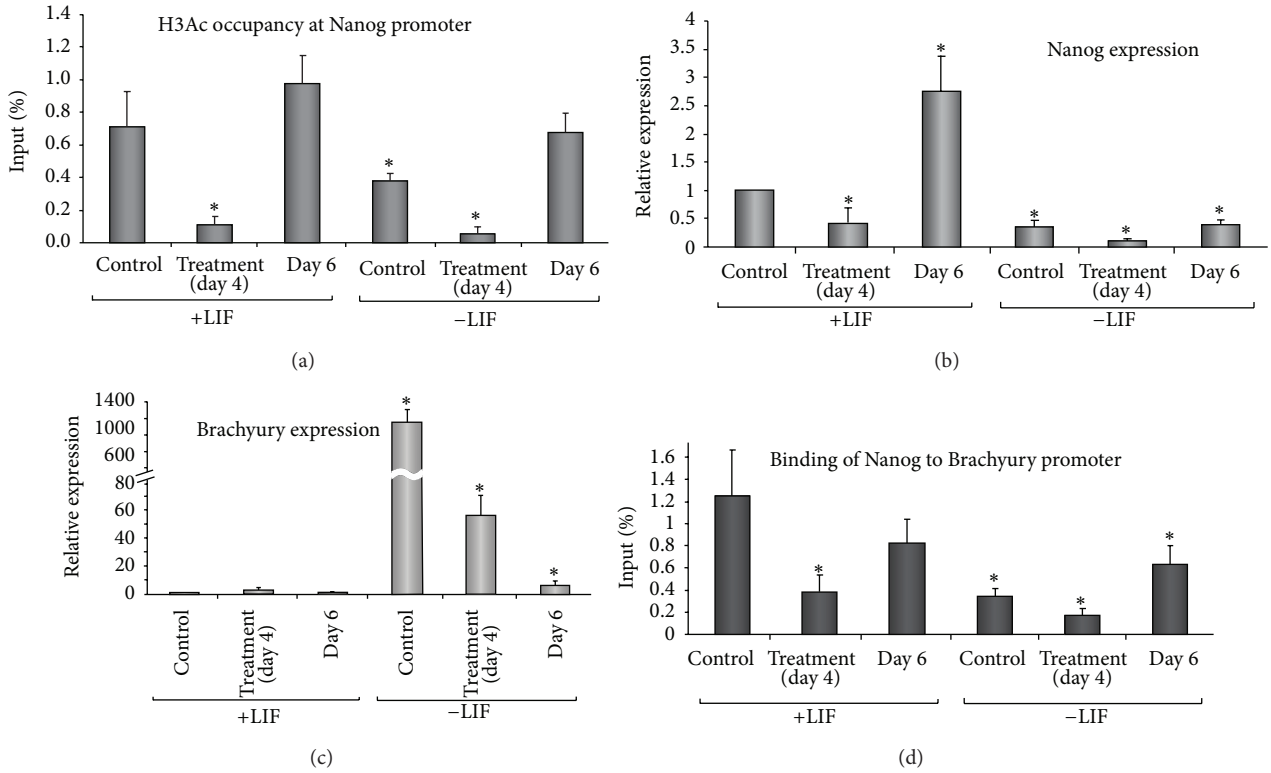 H3Ac occupancy at Nanog promoter
Input (%)
1.4
1.2
1.0
0.8
0.6
0.4
0.2
0.0
*
*
*
Control
Treatment
(day 4)
Day 6
Control
Treatment
(day 4)
Day 6
+LIF
−LIF
(a)
Nanog expression
Relative expression
4
3.5
3
2.5
2
1.5
1
0.5
0
*
*
*
*
*
Control
Treatment
(day 4)
Day 6
Control
Treatment
(day 4)
Day 6
+LIF
−LIF
(b)
Brachyury expression
Relative expression
1400
1000
600
80
60
40
20
0
*
*
*
Control
Treatment
(day 4)
Day 6
Control
Treatment
(day 4)
Day 6
+LIF
−LIF
(c)
Binding of Nanog to Brachyury promoter
Input (%)
1.6
1.4
1.2
1
0.8
0.6
0.4
0.2
0
*
*
*
*
Control
Treatment
(day 4)
Day 6
Control
Treatment
(day 4)
Day 6
+LIF
−LIF
(d)